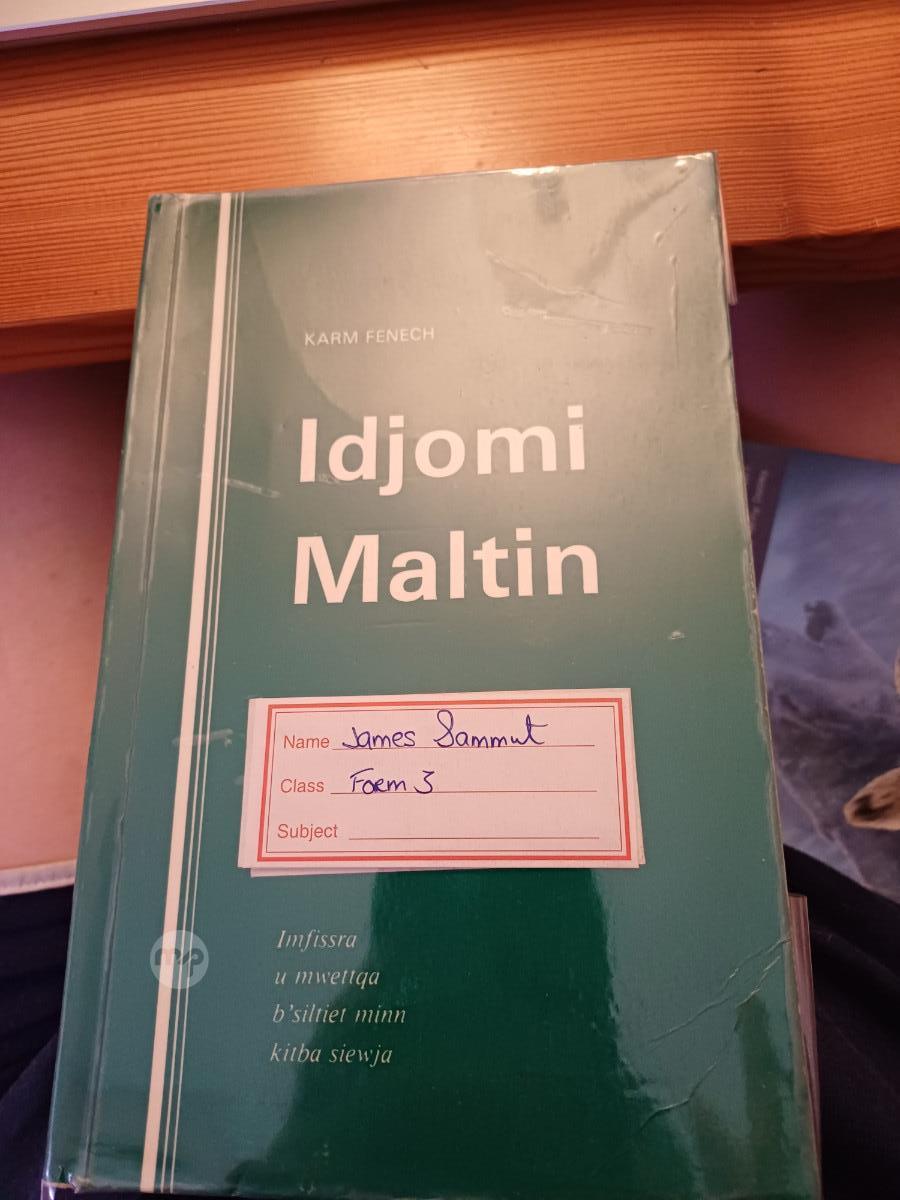 KARM FENECH
Idjomi
Maltin
Name James Sammut
Class Form 3
Subject
Imfissra
u mwettqa
b'siltiet minn
kitba siewja